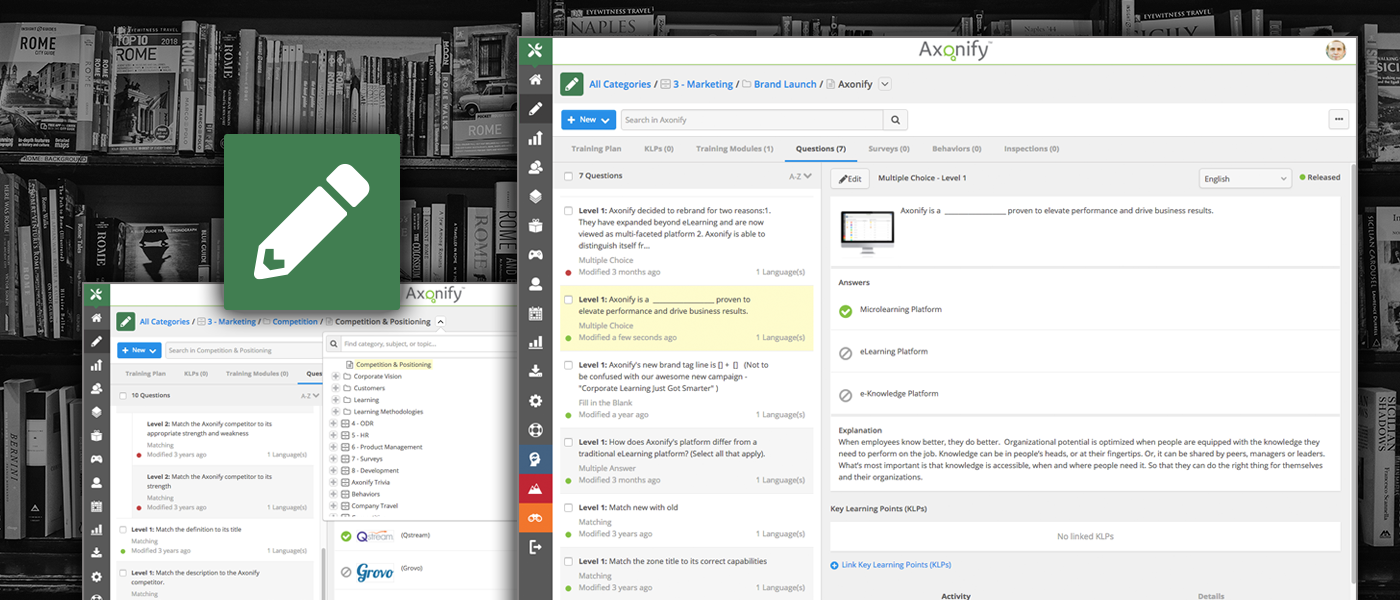 NAPLES
EYEWITNESS TRAVEL
ROME
TOP 10
2018
ROME
ROME
POCKET
ROME
ROME BACKGROUND
BLUE GUIDE
ROME
ROME
Axonify™
All Categories / 3 - Marketing / Brand Launch / Axonify
New
Search in Axonify
Training Plan
KLPs (0)
Training Modules (1)
Questions (7)
Surveys (0)
Behaviors (0)
Inspections (0)
7 Questions
A-Z
Level 1: Axonify decided to rebrand for two reasons:1.
They have expanded beyond eLearning and are now
viewed as multi-faceted platform 2. Axonify is able to
distinguish itself fr...
Multiple Choice
Modified 3 months ago
1 Language(s)
Level 1: Axonify is a ________________ proven to
elevate performance and drive business results.
Multiple Choice
Modified a few seconds ago
1 Language(s)
Level 1: Axonify's new brand tag line is [] + [] (Not to
be confused with our awesome new campaign -
"Corporate Learning Just Got Smarter" )
Fill in the Blank
Modified a year ago
1 Language(s)
Level 1: How does Axonify's platform differ from a
traditional eLearning platform? (Select all that apply).
Multiple Answer
Modified 3 months ago
1 Language(s)
Level 1: Match new with old
Matching
Modified 3 years ago
1 Language(s)
Level 1: Match the zone title to its correct capabilities
Matching
Modified 3 years ago
1 Language(s)
Edit
Multiple Choice - Level 1
English
Released
Axonify is a ________________ proven to elevate performance and drive business results.
Answers
Microlearning Platform
eLearning Platform
e-Knowledge Platform
Explanation
When employees know better, they do better. Organizational potential is optimized when people are equipped with the knowledge they
need to perform on the job. Knowledge can be in people's heads, or at their fingertips. Or, it can be shared by peers, managers or leaders.
What's most important is that knowledge is accessible, when and where people need it. So that they can do the right thing for themselves
and their organizations.
Key Learning Points (KLPs)
No linked KLPs
Link Key Learning Points (KLPs)
Activity
Details
Axonify™
All Categories / 3 - Marketing / Competition / Competition & Positioning
New
Search in Competition & Positioning
Training Plan
KLPs (0)
Training Modules (0)
Ques
10 Questions
A-Z
Level 2: Match the Axonify competitor to its
appropriate strength and weakness
Matching
Modified 3 years ago
1 Language(s)
Level 2: Match the Axonify competitor to its
strength
Matching
Modified 3 years ago
1 Language(s)
Level 1: Match the definition to its title
Matching
Modified 3 years ago
1 Language(s)
Level 1: Match the description to the Axonify
competitor.
Matching
Modified 3 years ago
1 Language(s)
Find category, subject, or topic...
Competition & Positioning
Corporate Vision
Customers
Learning
Learning Methodologies
4 - ODR
5 - HR
6 - Product Management
7 - Surveys
8 - Development
Axonify Trivia
Behaviors
Company Travel
Qstream
(Qstream)
Grovo
(Grovo)